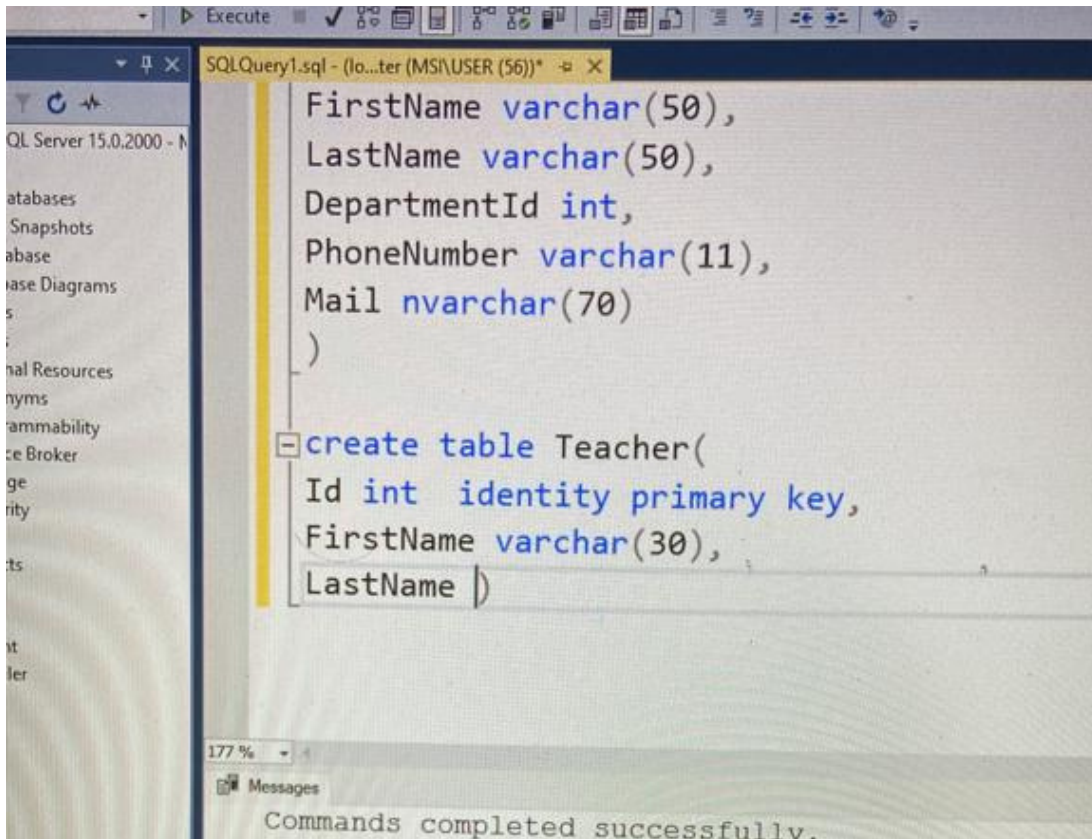 Execute
SQLQuery1.sql - (lo...ter (MSI\USER (56))*
QL Server 15.0.2000 - N
atabases
Snapshots
abase
ase Diagrams
s
nal Resources
nyms
rammability
ce Broker
ge
rity
cts
nt
ler
FirstName varchar(50),
LastName varchar(50),
DepartmentId int,
PhoneNumber varchar(11),
Mail nvarchar(70)
)
create table Teacher(
Id int identity primary key,
FirstName varchar(30),
LastName )
177 %
Messages
Commands completed successfully.